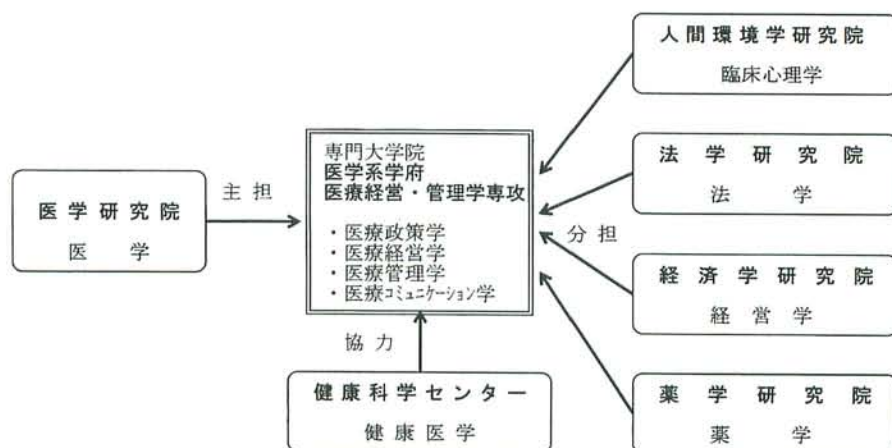 医学研究院
医学
主担
専門大学院
医学系学府
医療経営・管理学専攻
・医療政策学
・医療経営学
・医療管理学
・医療コミュニケーション学
協力
健康科学センター
健康医学
分担
人間環境学研究院
臨床心理学
法学研究院
法学
経済学研究院
経営学
薬学研究院
薬学